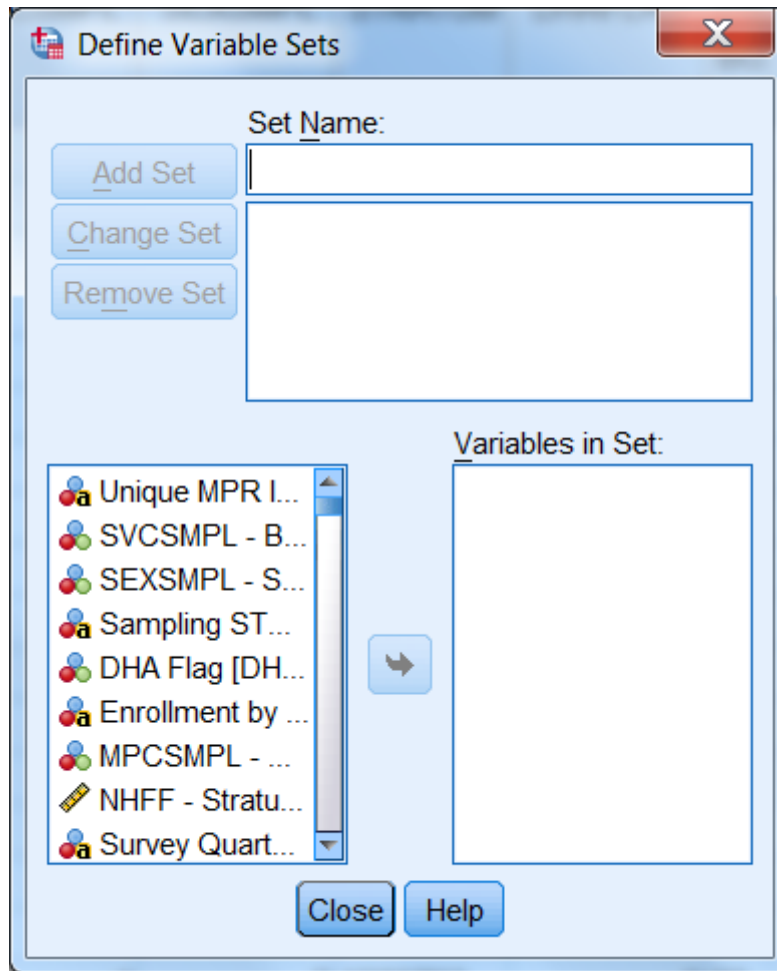 Define Variable Sets
Set Name:
Add Set
Change Set
Remove Set
Variables in Set:
Unique MPR I...
SVCSMPL - B...
SEXSMPL - S...
Sampling ST...
DHA Flag [DH...
Enrollment by ...
MPCSMPL - ...
NHFF - Stratu...
Survey Quart...
Close Help